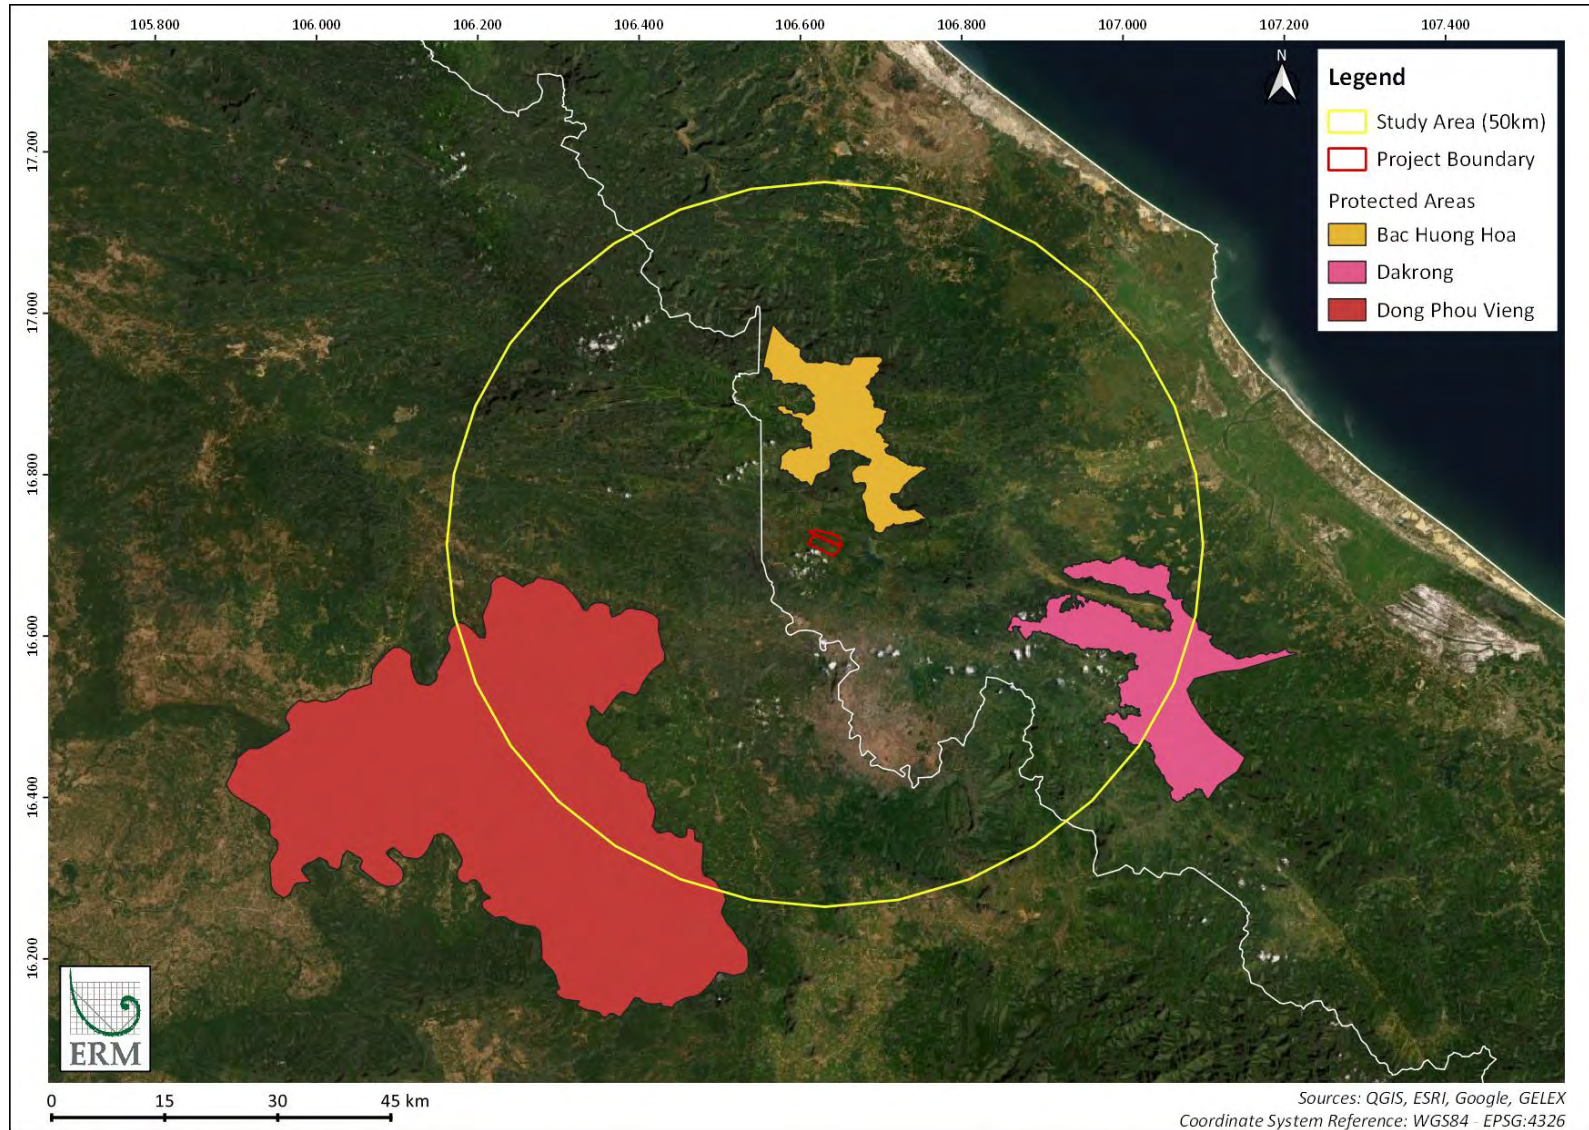 105.800 106.000 106.200 106.400 106.600 106.800 107.000 107.200 107.400
17.200
17.000
16.800
16.600
16.400
16.200
N
Legend
Study Area (50km)
Project Boundary
Protected Areas
Bac Huong Hoa
Dakrong
Dong Phou Vieng
ERM
0 15 30 45 km
Sources: QGIS, ESRI, Google, GELEX
Coordinate System Reference: WGS84 - EPSG:4326